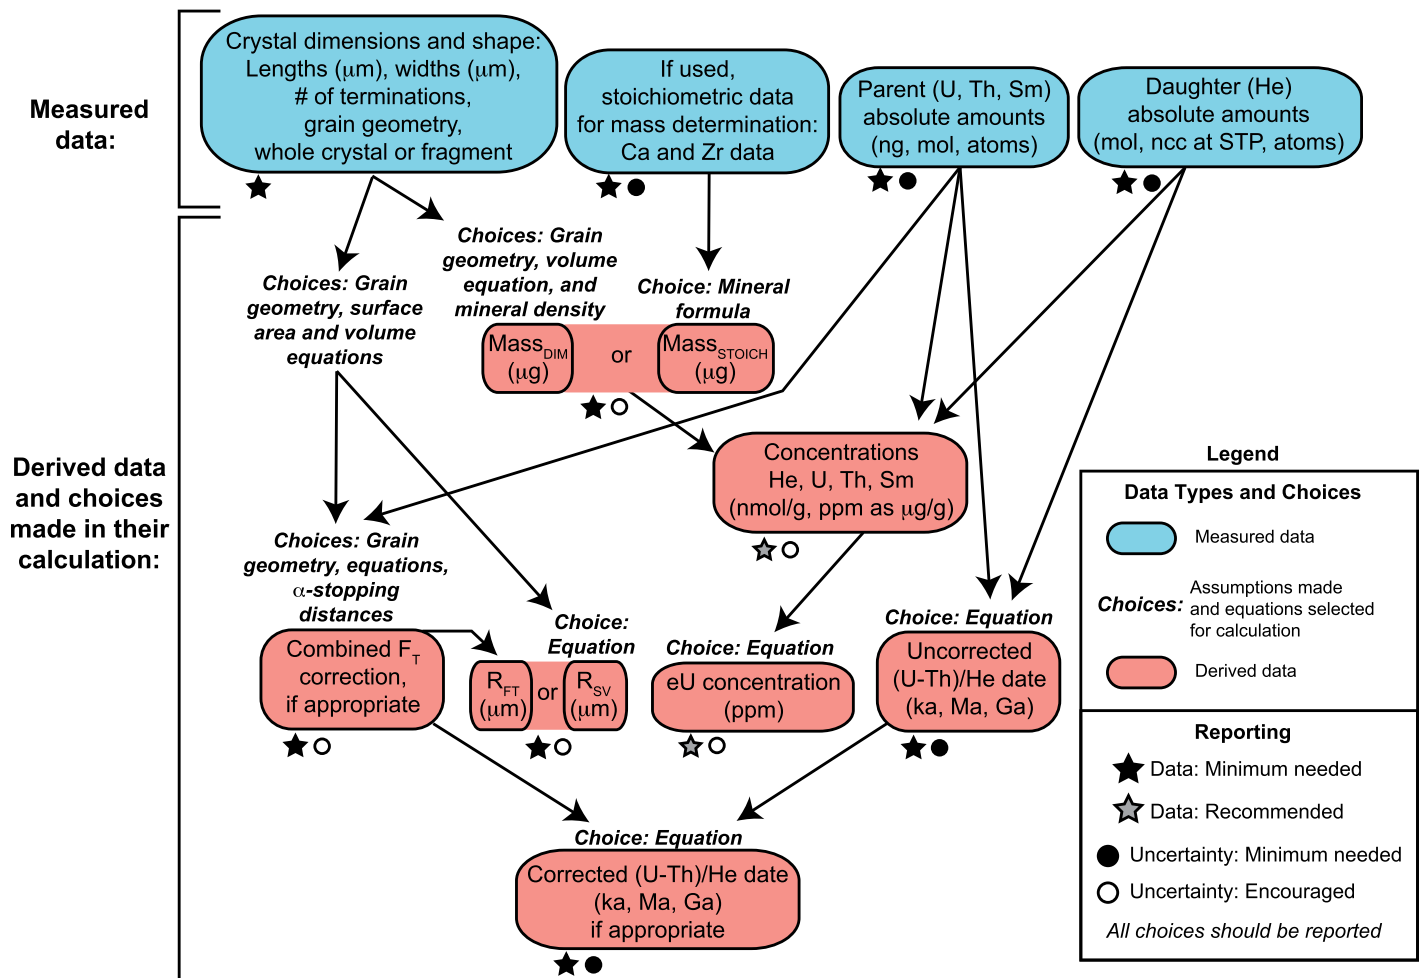 Measured
data:
Crystal dimensions and shape:
Lengths (μm), widths (μm),
# of terminations,
grain geometry,
whole crystal or fragment
If used,
stoichiometric data
for mass determination:
Ca and Zr data
Parent (U, Th, Sm)
absolute amounts
(ng, mol, atoms)
Daughter (He)
absolute amounts
(mol, ncc at STP, atoms)
Derived data
and choices
made in their
calculation:
Choices: Grain
geometry, surface
area and volume
equations
Choices: Grain
geometry, volume
equation, and
mineral density
Choice: Mineral
formula
MassDIM
(μg)
or
MassSTOICH
(μg)
Concentrations
He, U, Th, Sm
(nmol/g, ppm as μg/g)
Choices: Grain
geometry, equations,
α-stopping
distances
Combined FT
correction,
if appropriate
Choice:
Equation
RFT
(μm)
or
RSV
(μm)
Choice: Equation
eU concentration
(ppm)
Choice: Equation
Uncorrected
(U-Th)/He date
(ka, Ma, Ga)
Choice: Equation
Corrected (U-Th)/He date
(ka, Ma, Ga)
if appropriate
Legend
Data Types and Choices
Measured data
Choices:
Assumptions made
and equations selected
for calculation
Derived data
Reporting
Data: Minimum needed
Data: Recommended
Uncertainty: Minimum needed
Uncertainty: Encouraged
All choices should be reported